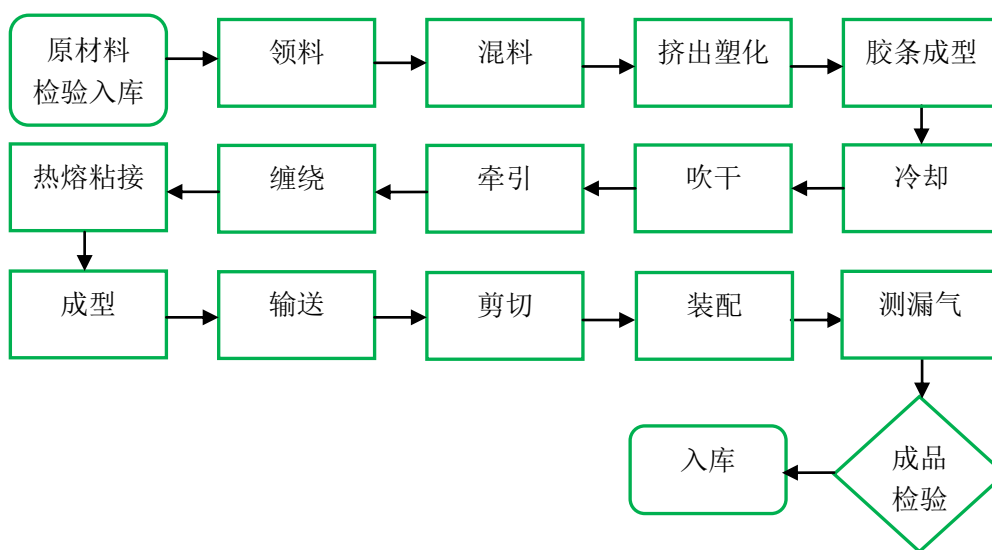 原材料
检验入库
领料
混料
挤出塑化
胶条成型
冷却
吹干
牵引
缠绕
热熔粘接
成型
输送
剪切
装配
测漏气
成品
检验
入库